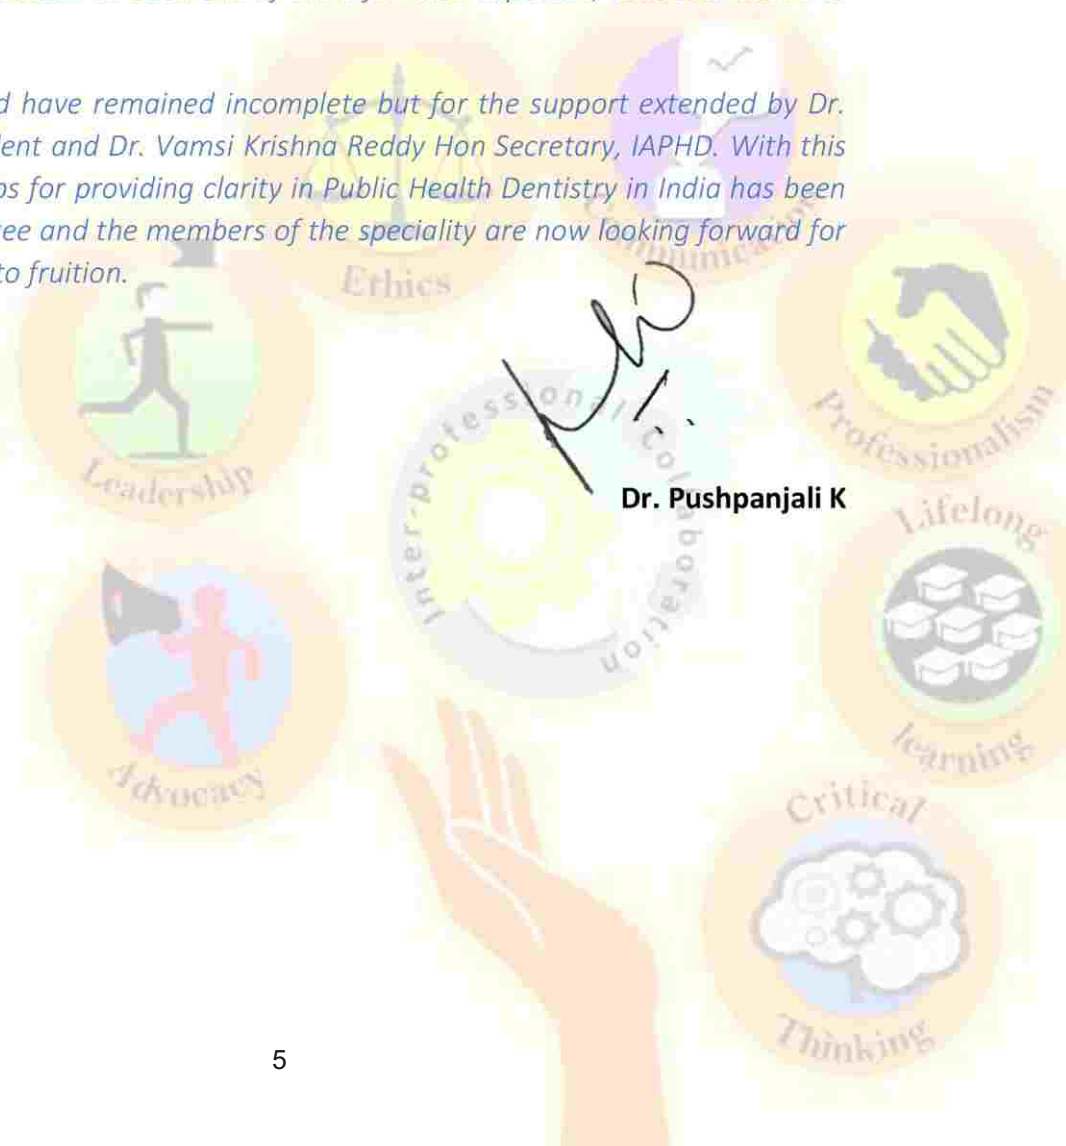 d have remained incomplete but for the support extended by Dr.
lent and Dr. Vamsi Krishna Reddy Hon Secretary, IAPHD. With this
os for providing clarity in Public Health Dentistry in India has been
ee and the members of the speciality are now looking forward for
to fruition.
Ethics
Communication
Leadership
Inter-professional Collaboration
Professionalism
Dr. Pushpanjali K
Lifelong
learning
Advocacy
Critical
Thinking
5